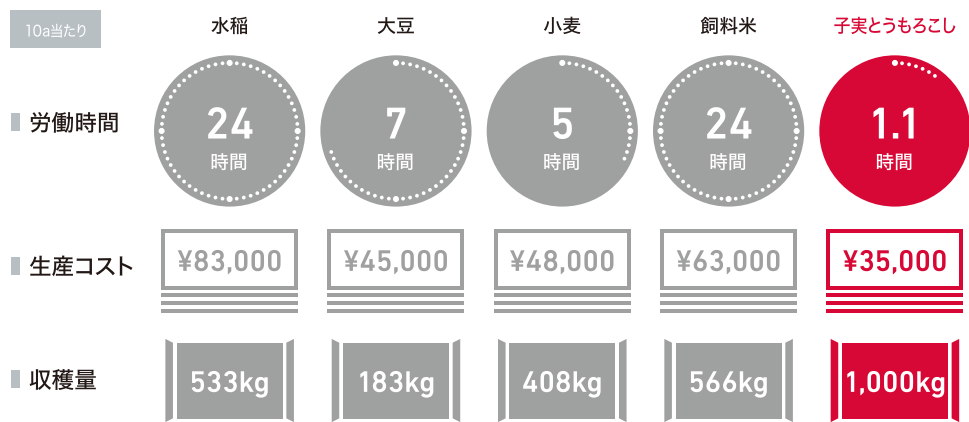 10a当たり
水稲
大豆
小麦
飼料米
子実とうもろこし
労働時間
24
時間
7
時間
5
時間
24
時間
1.1
時間
生産コスト
¥83,000
¥45,000
¥48,000
¥63,000
¥35,000
収穫量
533kg
183kg
408kg
566kg
1,000kg